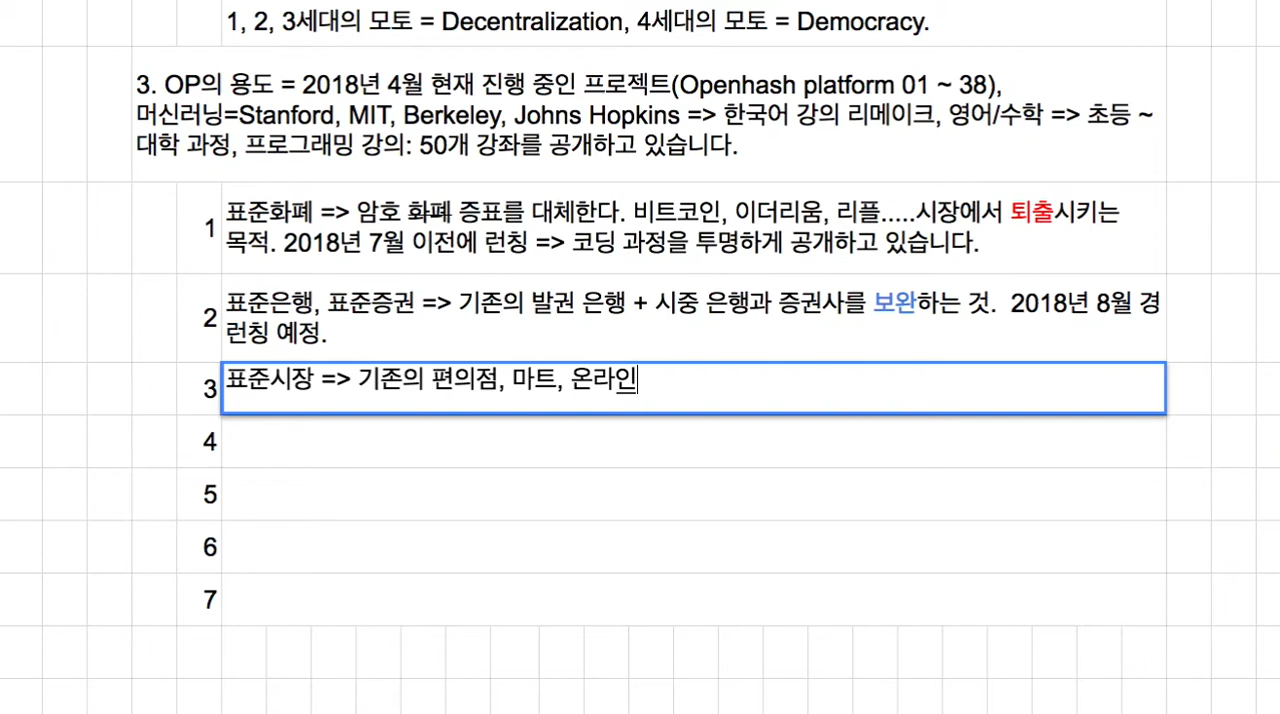 1, 2, 3세대의 모토 = Decentralization, 4세대의 모토 = Democracy.
3. OP의 용도 = 2018년 4월 현재 진행 중인 프로젝트(Openhash platform 01 ~ 38),
머신러닝=Stanford, MIT, Berkeley, Johns Hopkins => 한국어 강의 리메이크, 영어/수학 => 초등 ~
대학 과정, 프로그래밍 강의: 50개 강좌를 공개하고 있습니다.
1 표준화폐 => 암호 화폐 증표를 대체한다. 비트코인, 이더리움, 리플.....시장에서 퇴출시키는
목적. 2018년 7월 이전에 런칭 => 코딩 과정을 투명하게 공개하고 있습니다.
2 표준은행, 표준증권 => 기존의 발권 은행 + 시중 은행과 증권사를 보완하는 것. 2018년 8월 경
런칭 예정.
3 표준시장 => 기존의 편의점, 마트, 온라인
4
5
6
7